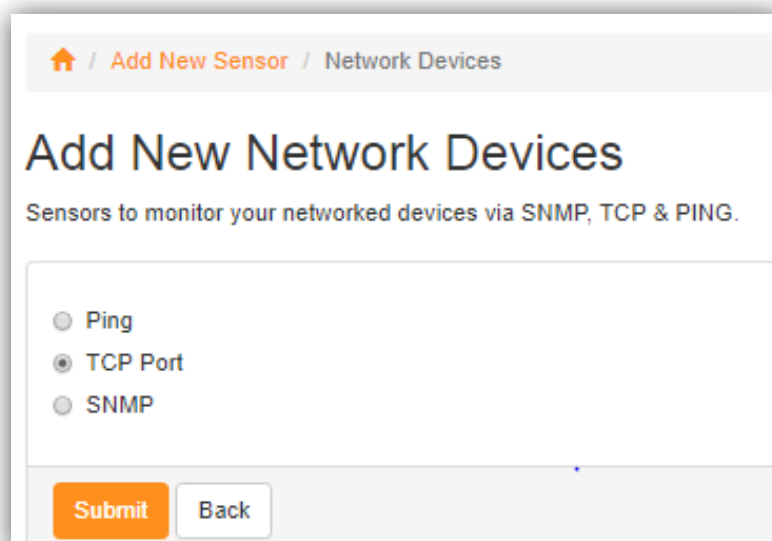 / Add New Sensor / Network Devices
Add New Network Devices
Sensors to monitor your networked devices via SNMP, TCP & PING.
Ping
TCP Port
SNMP
Submit Back